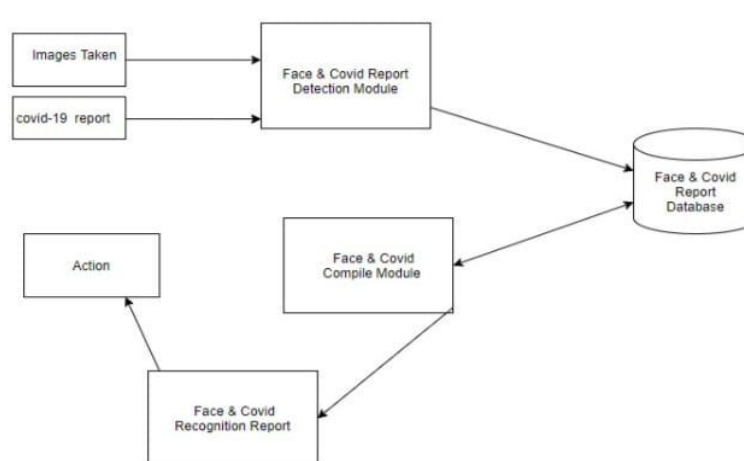 Images Taken
covid-19 report
Face & Covid Report
Detection Module
Face & Covid
Report
Database
Face & Covid
Compile Module
Action
Face & Covid
Recognition Report